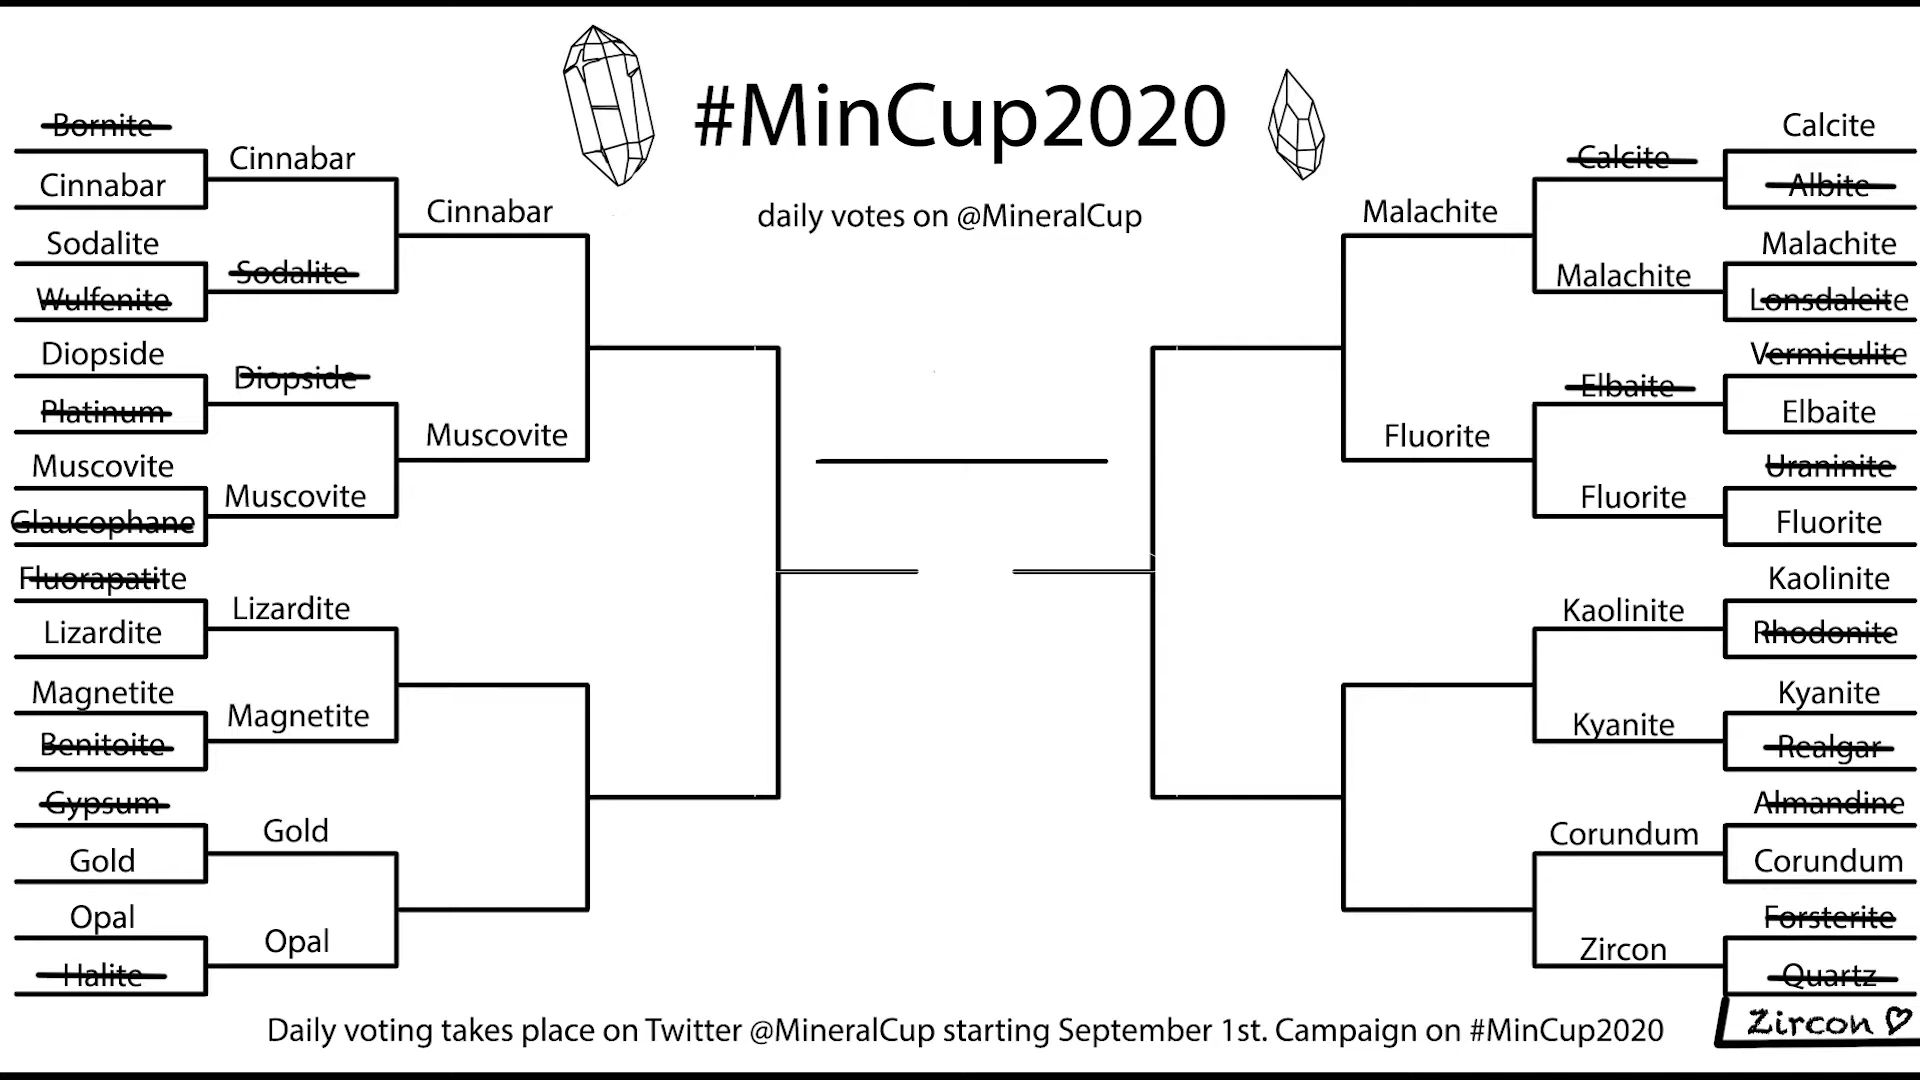 #MinCup2020
daily votes on @MineralCup
Bornite
Cinnabar
Sodalite
Wulfenite
Diopside
Platinum
Muscovite
Glaucophane
Fluorapatite
Lizardite
Magnetite
Benitoite
Gypsum
Gold
Opal
Halite
Cinnabar
Sodalite
Diopside
Muscovite
Lizardite
Magnetite
Gold
Opal
Cinnabar
Muscovite
Malachite
Fluorite
Calcite
Malachite
Elbaite
Fluorite
Kaolinite
Kyanite
Corundum
Zircon
Calcite
Albite
Malachite
Lonsdaleite
Vermiculite
Elbaite
Uraninite
Fluorite
Kaolinite
Rhodonite
Kyanite
Realgar
Almandine
Corundum
Forsterite
Quartz
Zircon ♡
Daily voting takes place on Twitter @MineralCup starting September 1st. Campaign on #MinCup2020